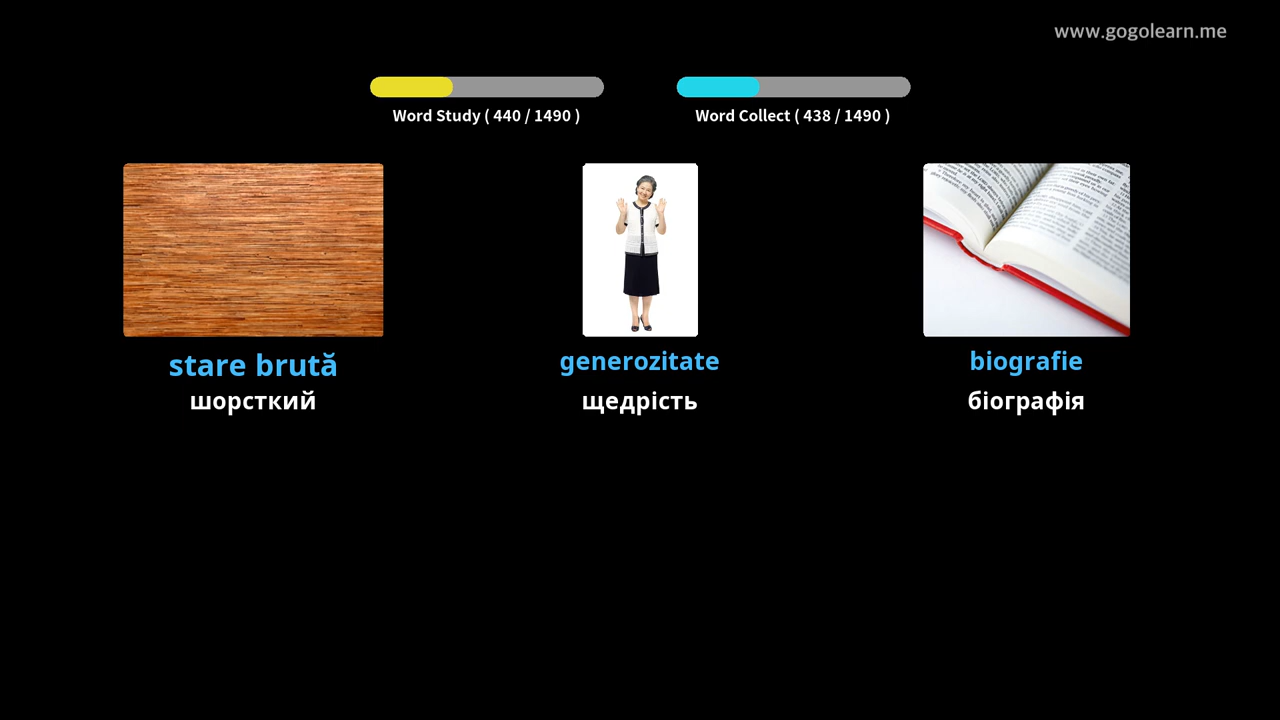 www.gogolearn.me
Word Study ( 440 / 1490 )
Word Collect ( 438 / 1490 )
stare brută
generozitate
biografie
шорсткий
щедрість
біографія